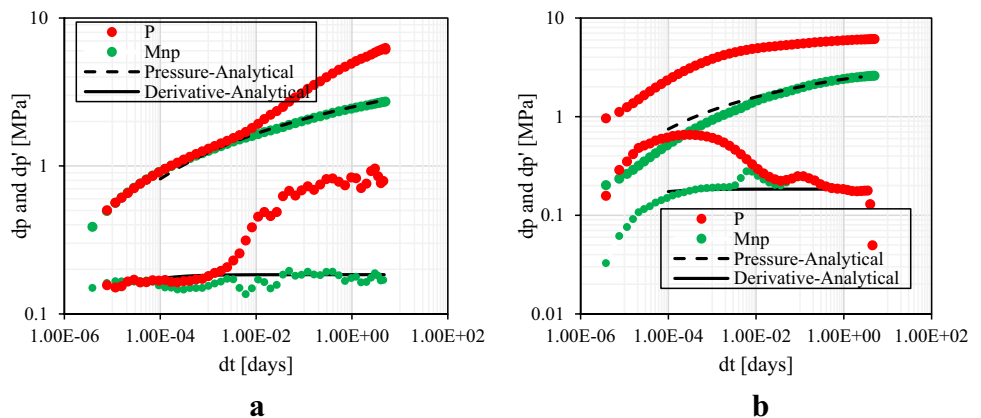 10
1
0.1
dp and dp' [MPa]
P
Mnp
Pressure-Analytical
Derivative-Analytical
1.00E-06 1.00E-04 1.00E-02 1.00E+00 1.00E+02
dt [days]
a
10
1
0.1
0.01
dp and dp' [MPa]
P
Mnp
Pressure-Analytical
Derivative-Analytical
1.00E-06 1.00E-04 1.00E-02 1.00E+00 1.00E+02
dt [days]
b